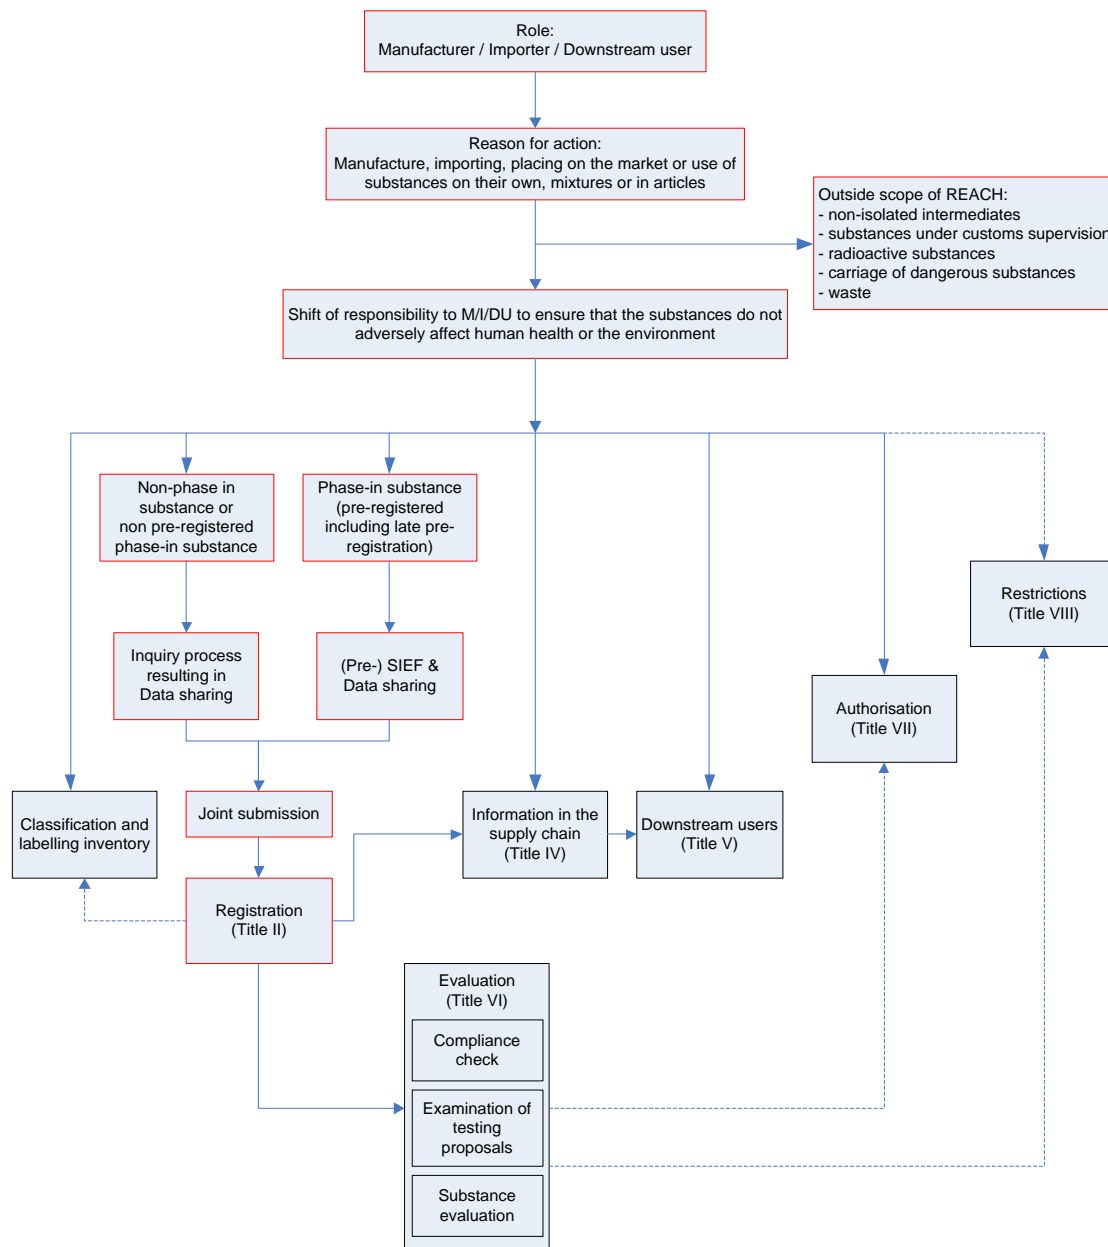 Role:
Manufacturer / Importer / Downstream user
Reason for action:
Manufacture, importing, placing on the market or use of
substances on their own, mixtures or in articles
Outside scope of REACH:
- non-isolated intermediates
- substances under customs supervision
- radioactive substances
- carriage of dangerous substances
- waste
Shift of responsibility to M/I/DU to ensure that the substances do not
adversely affect human health or the environment
Non-phase in
substance or
non pre-registered
phase-in substance
Phase-in substance
(pre-registered
including late pre-
registration)
Restrictions
(Title VIII)
Inquiry process
resulting in
Data sharing
(Pre-) SIEF &
Data sharing
Authorisation
(Title VII)
Classification and
labelling inventory
Joint submission
Information in the
supply chain
(Title IV)
Downstream users
(Title V)
Registration
(Title II)
Evaluation
(Title VI)
Compliance
check
Examination of
testing
proposals
Substance
evaluation